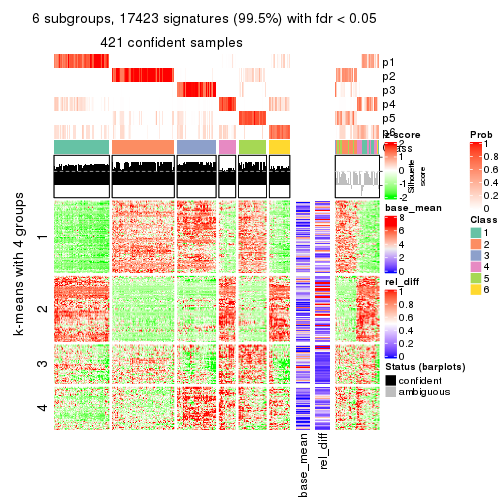 6 subgroups, 17423 signatures (99.5%) with fdr < 0.05
421 confident samples
p1
p2
p3
p4
p5
p6
z-score
2
1
0
-1
-2
Class
1
0.5
0
Silhouette
score
Prob
1
0.8
0.6
0.4
0.2
0
base_mean
8
6
4
2
0
Class
1
2
3
4
5
6
rel_diff
1
0.8
0.6
0.4
0.2
0
Status (barplots)
confident
ambiguous
k-means with 4 groups
1
2
3
4
base_mean
rel_diff